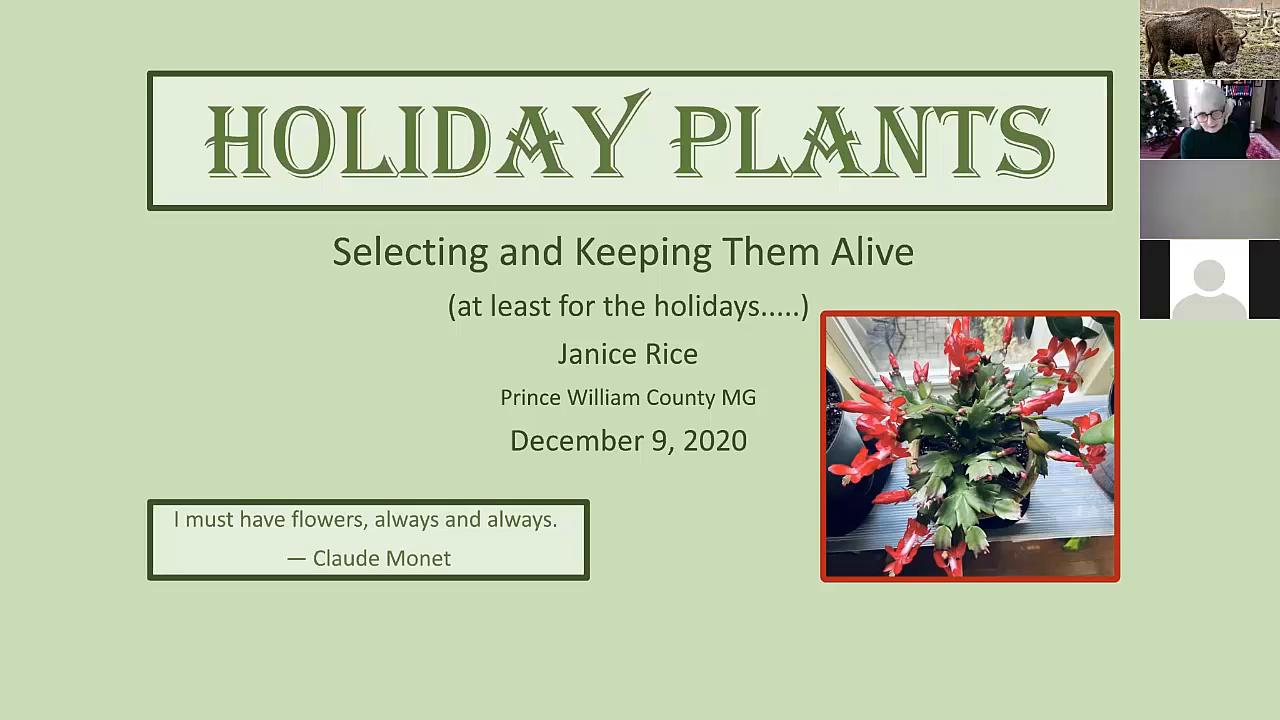 HOLIDAY PLANTS
Selecting and Keeping Them Alive
(at least for the holidays.....)
Janice Rice
Prince William County MG
December 9, 2020
I must have flowers, always and always.
— Claude Monet